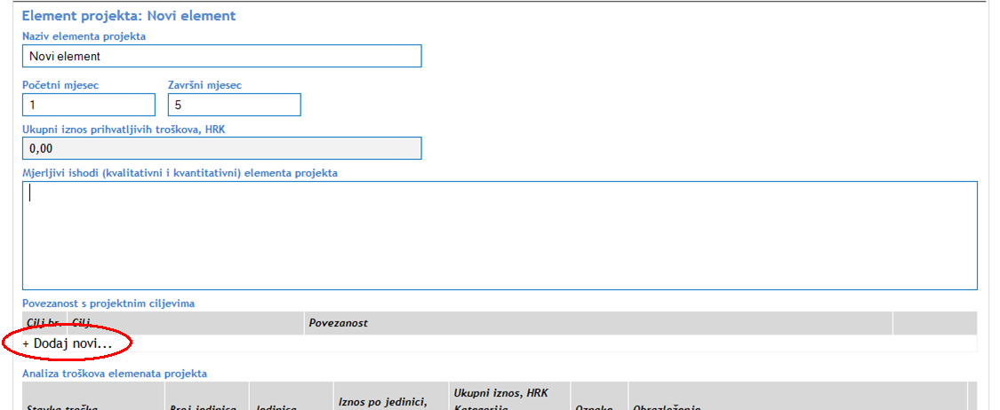 Element projekta: Novi element
Naziv elementa projekta
Novi element
Početni mjesec Završni mjesec
1 5
Ukupni iznos prihvatljivih troškova, HRK
0,00
Mjerljivi ishodi (kvalitativni i kvantitativni) elementa projekta
Povezanost s projektnim ciljevima
Cilj br. Cilj Povezanost
+ Dodaj novi...
Analiza troškova elemenata projekta
Ukupni iznos, HRK
Iznos po jedinici,
Stavka troška Broj jedinica Jedinica Kategorija Oznake Obrazloženje